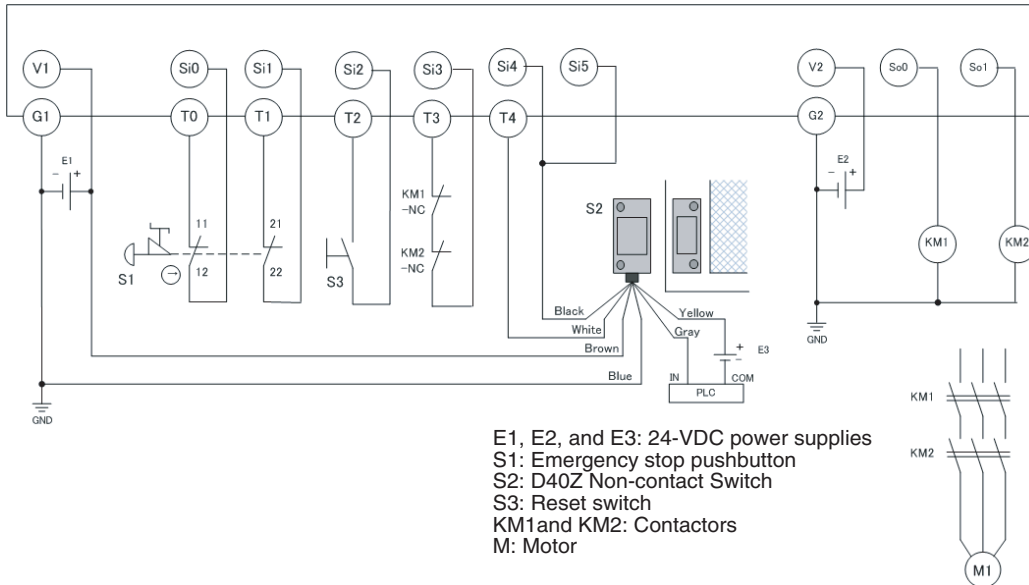 V1
Si0
Si1
Si2
Si3
Si4
Si5
V2
So0
So1
G1
T0
T1
T2
T3
T4
G2
E1
- +
E2
- +
11
21
KM1
-NC
S2
S1
12
22
S3
KM2
-NC
KM1
KM2
Black
Yellow
White
Gray
Brown
+
-
E3
Blue
IN
COM
PLC
GND
GND
KM1
KM2
M1
E1, E2, and E3: 24-VDC power supplies
S1: Emergency stop pushbutton
S2: D40Z Non-contact Switch
S3: Reset switch
KM1and KM2: Contactors
M: Motor